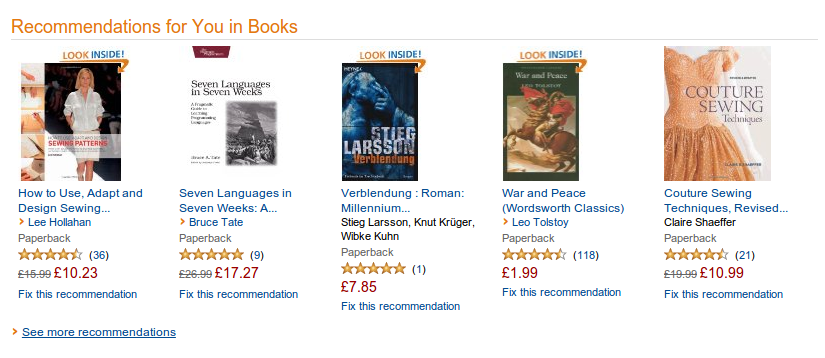 Recommendations for You in Books
LOOK INSIDE!
SEWING PATTERNS
How to Use, Adapt and
Design Sewing...
Lee Hollahan
Paperback
(36)
£15.99 £10.23
Fix this recommendation
Seven Languages
in Seven Weeks
A Pragmatic
Guide to
Learning
Programming
Languages
Bruce A. Tate
Seven Languages in
Seven Weeks: A...
Bruce Tate
Paperback
(9)
£26.99 £17.27
Fix this recommendation
LOOK INSIDE!
HEYNE
STIEG
LARSSON
Verblendung
Verblendung : Roman:
Millennium...
Stieg Larsson, Knut Krüger,
Wibke Kuhn
Paperback
(1)
£7.85
Fix this recommendation
LOOK INSIDE!
War and Peace
LEO TOLSTOY
War and Peace
(Wordsworth Classics)
Leo Tolstoy
Paperback
(118)
£1.99
Fix this recommendation
COUTURE
SEWING
Techniques
CLAIRE B. SHAEFFER
Couture Sewing
Techniques, Revised...
Claire Shaeffer
Paperback
(21)
£19.99 £10.99
Fix this recommendation
See more recommendations